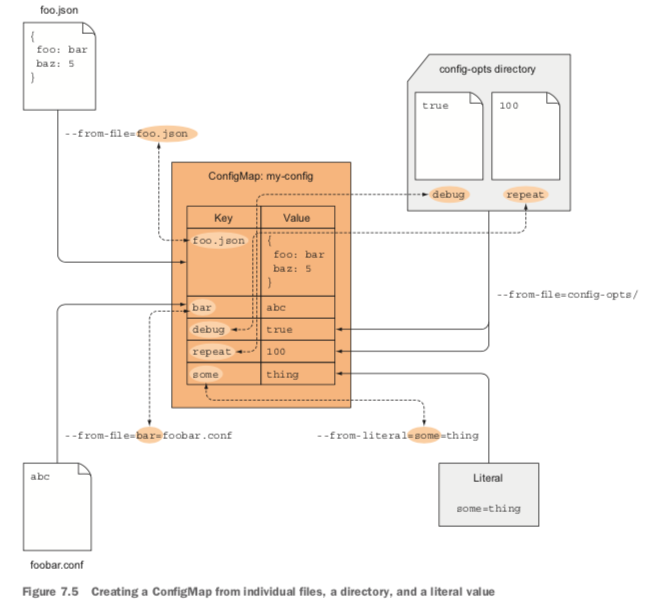 foo.json
{
foo: bar
baz: 5
}
--from-file=foo.json
config-opts directory
true
100
debug
repeat
ConfigMap: my-config
Key Value
foo.json {
foo: bar
baz: 5
}
bar abc
debug true
repeat 100
some thing
--from-file=config-opts/
--from-file=bar=foobar.conf
--from-literal=some=thing
abc
foobar.conf
Literal
some=thing
Figure 7.5 Creating a ConfigMap from individual files, a directory, and a literal value